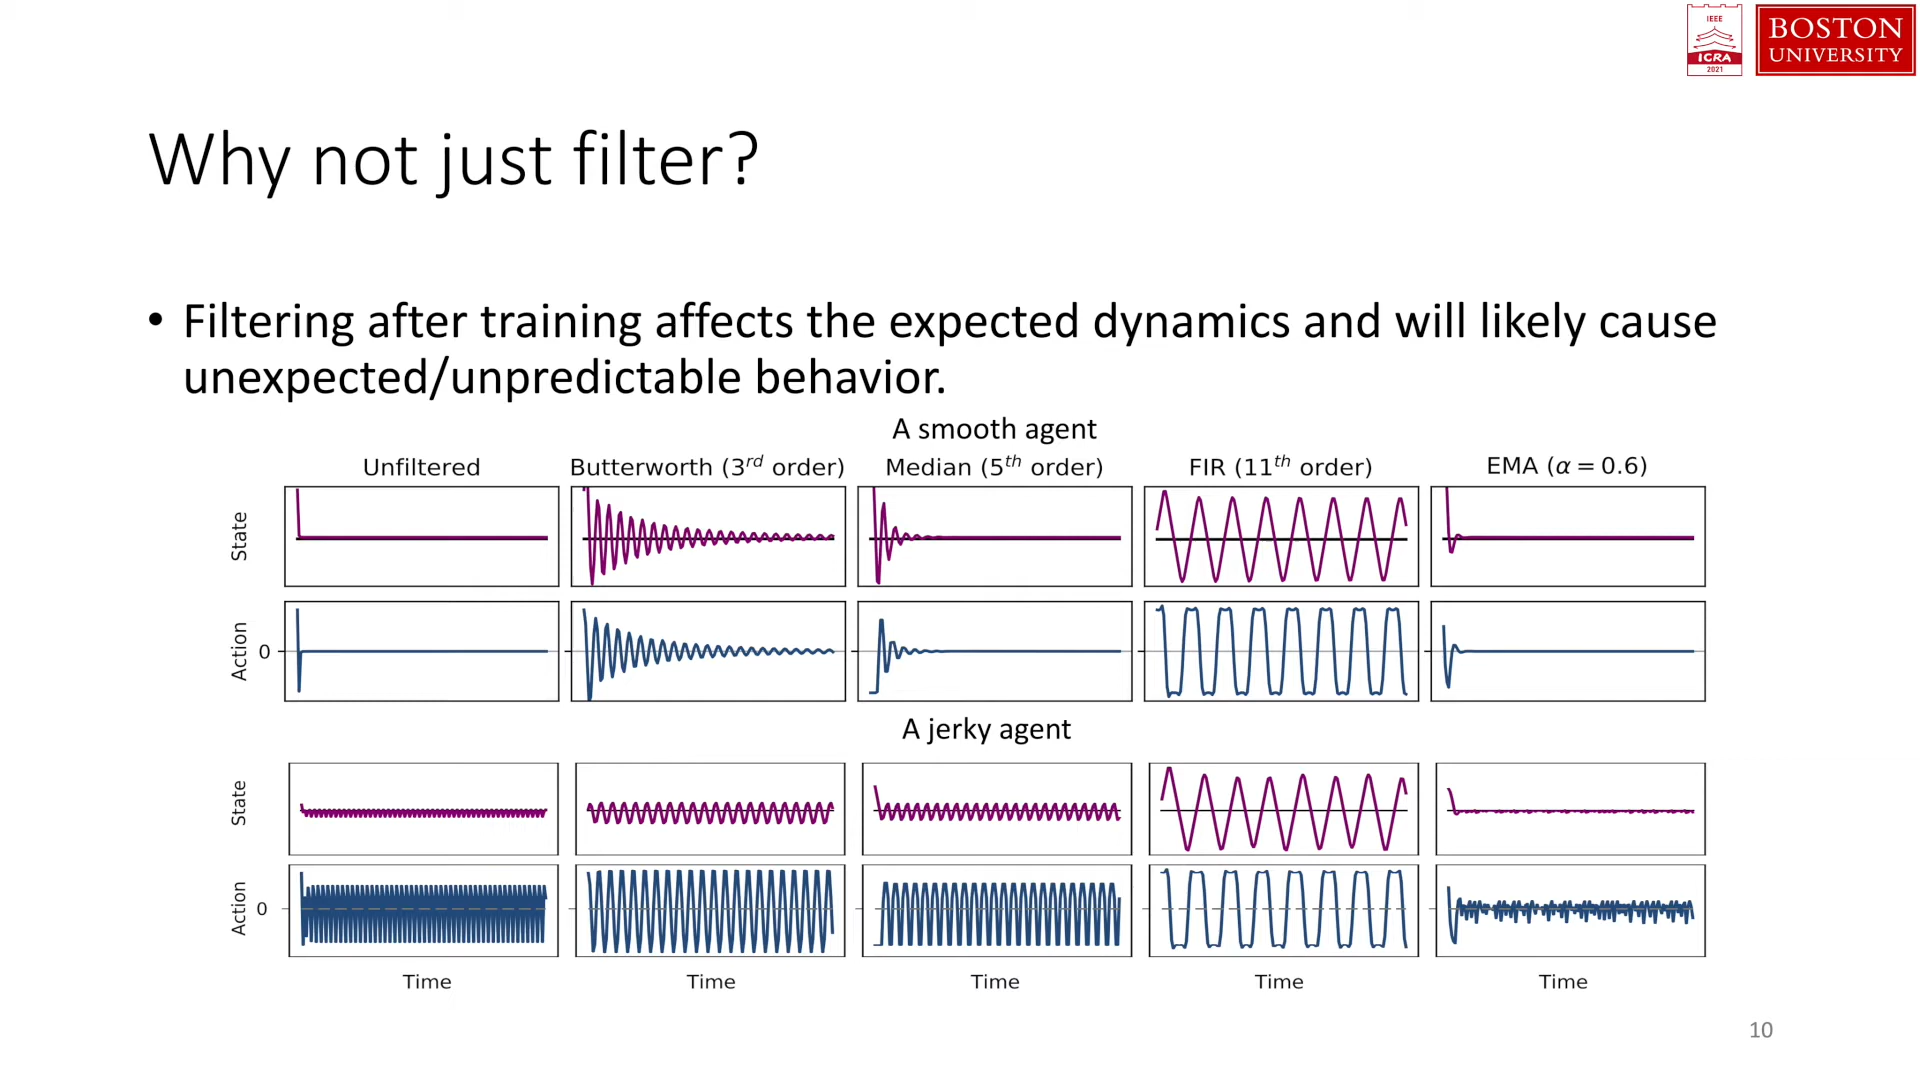 IEEE
ICRA
2021
BOSTON
UNIVERSITY
Why not just filter?
• Filtering after training affects the expected dynamics and will likely cause
unexpected/unpredictable behavior.
A smooth agent
Unfiltered
Butterworth (3rd order)
Median (5th order)
FIR (11th order)
EMA (α = 0.6)
State
Action
0
A jerky agent
State
Action
0
Time
Time
Time
Time
Time
10